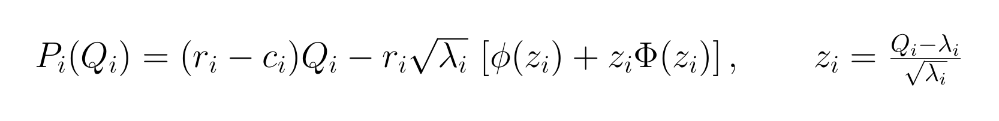 P_i(Q_i) = (r_i − c_i)Q_i − r_i√λ_i [ϕ(z_i) + z_iΦ(z_i)], z_i = (Q_i−λ_i)/√λ_i